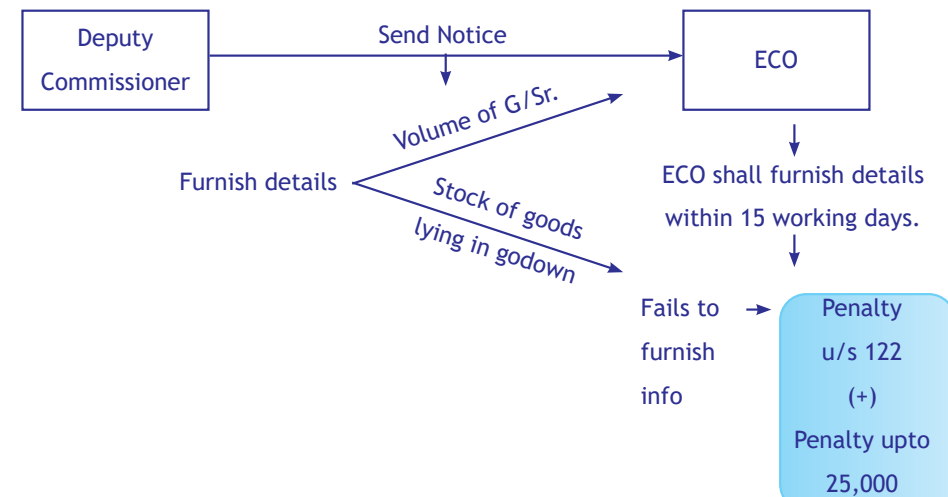 Deputy
Commissioner
Send Notice
ECO
Volume of G/Sr.
Furnish details
Stock of goods
lying in godown
ECO shall furnish details
within 15 working days.
Fails to
furnish
info
Penalty
u/s 122
(+)
Penalty upto
25,000